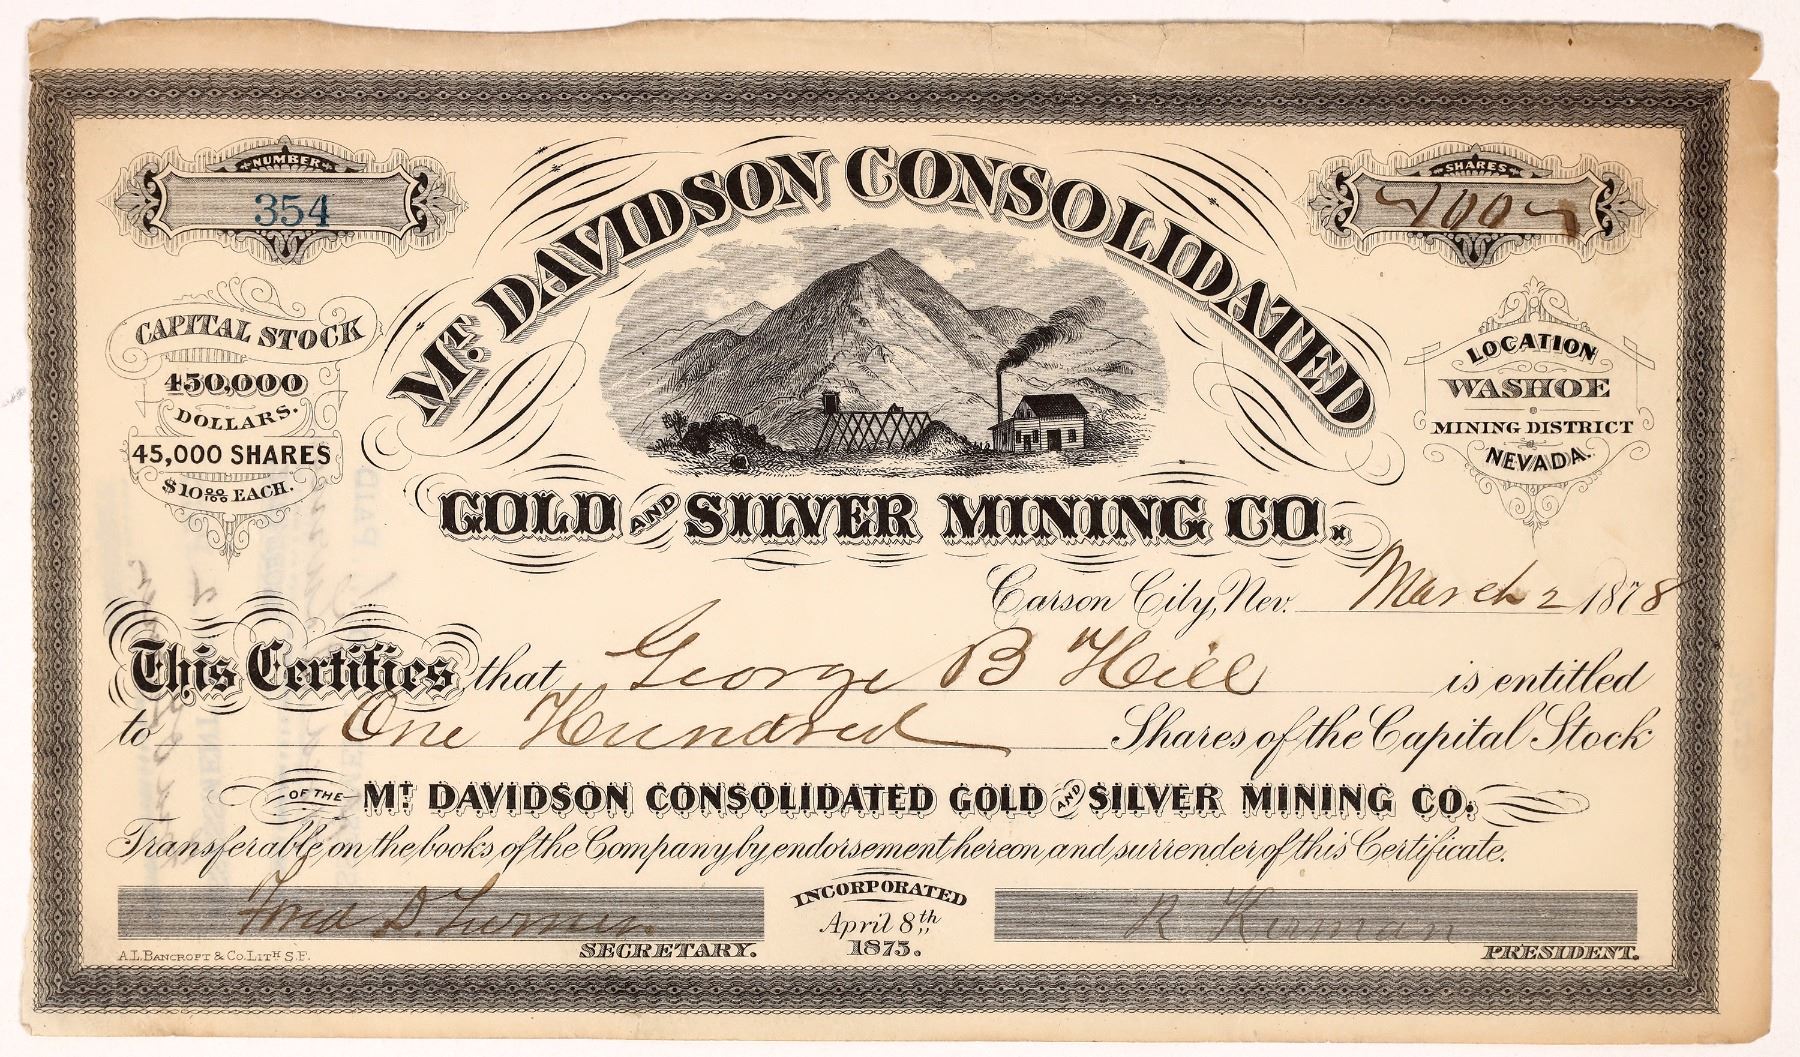 NUMBER
354
SHARES
100
MT. DAVIDSON CONSOLIDATED
GOLD AND SILVER MINING CO.
CAPITAL STOCK
450,000
DOLLARS.
45,000 SHARES
$10 00/100 EACH.
LOCATION
WASHOE
MINING DISTRICT
NEVADA.
Carson City, Nev. March 2 1878
This Certifies that George B Hill is entitled
to One Hundred Shares of the Capital Stock
OF THE MT DAVIDSON CONSOLIDATED GOLD AND SILVER MINING CO.
Transferable on the books of the Company by endorsement hereon and surrender of this Certificate.
Fred D. Turner
SECRETARY.
INCORPORATED
April 8th
1875.
R Kirman
PRESIDENT.
A.L. BANCROFT & CO. LITH S.F.